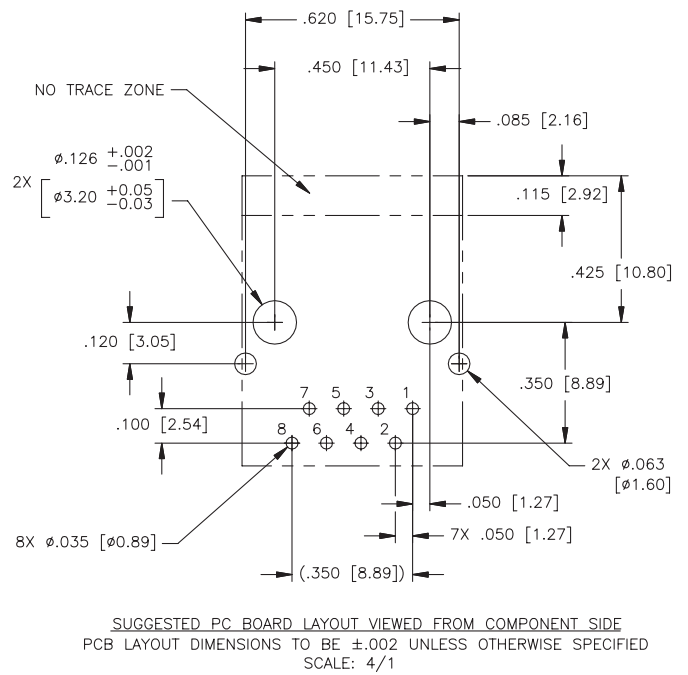 .620 [15.75]
.450 [11.43]
NO TRACE ZONE
.085 [2.16]
ø.126 +.002
-.001
2X
ø3.20 +0.05
-0.03
.115 [2.92]
.425 [10.80]
.120 [3.05]
.350 [8.89]
7 5 3 1
.100 [2.54]
8 6 4 2
2X ø.063
[ø1.60]
.050 [1.27]
8X ø.035 [ø0.89]
7X .050 [1.27]
(.350 [8.89])
SUGGESTED PC BOARD LAYOUT VIEWED FROM COMPONENT SIDE
PCB LAYOUT DIMENSIONS TO BE ±.002 UNLESS OTHERWISE SPECIFIED
SCALE: 4/1